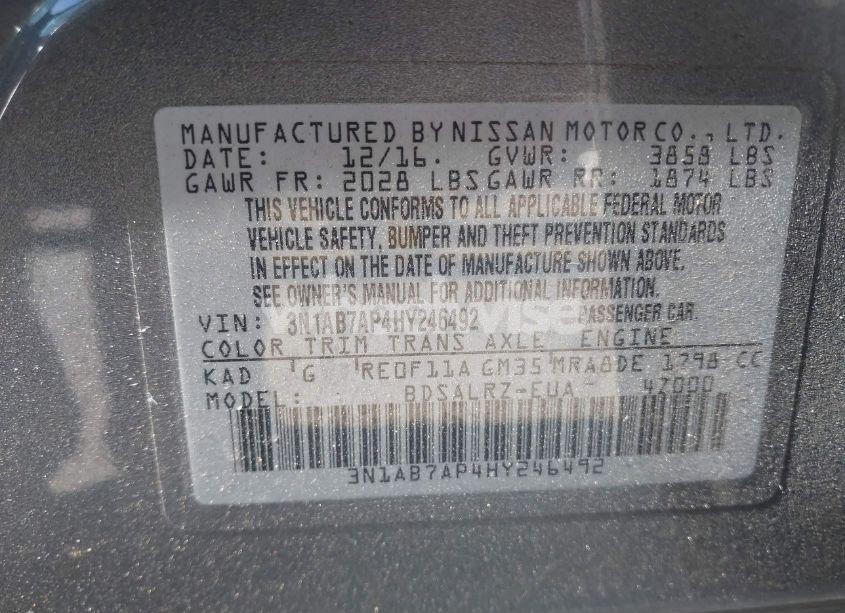 MANUFACTURED BY NISSAN MOTOR CO., LTD.
DATE: 12/16. GVWR: 3858 LBS
GAWR FR: 2028 LBS GAWR RR: 1874 LBS
THIS VEHICLE CONFORMS TO ALL APPLICABLE FEDERAL MOTOR
VEHICLE SAFETY, BUMPER AND THEFT PREVENTION STANDARDS
IN EFFECT ON THE DATE OF MANUFACTURE SHOWN ABOVE.
SEE OWNER'S MANUAL FOR ADDITIONAL INFORMATION.
VIN: 3N1AB7AP4HY246492 PASSENGER CAR.
COLOR TRIM TRANS AXLE ENGINE
KAD G RE0F11A GM35 MRA8DE 1798 CC
MODEL: BDSALRZ-EUA 42000
3N1AB7AP4HY246492